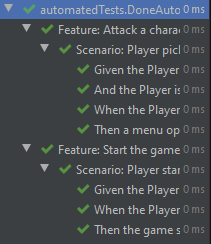 automatedTests.DoneAuto 0 ms
Feature: Attack a charac 0 ms
Scenario: Player pick 0 ms
Given the Player 0 ms
And the Player is 0 ms
When the Player 0 ms
Then a menu op 0 ms
Feature: Start the game 0 ms
Scenario: Player star 0 ms
Given the Player 0 ms
When the Player 0 ms
Then the game s 0 ms